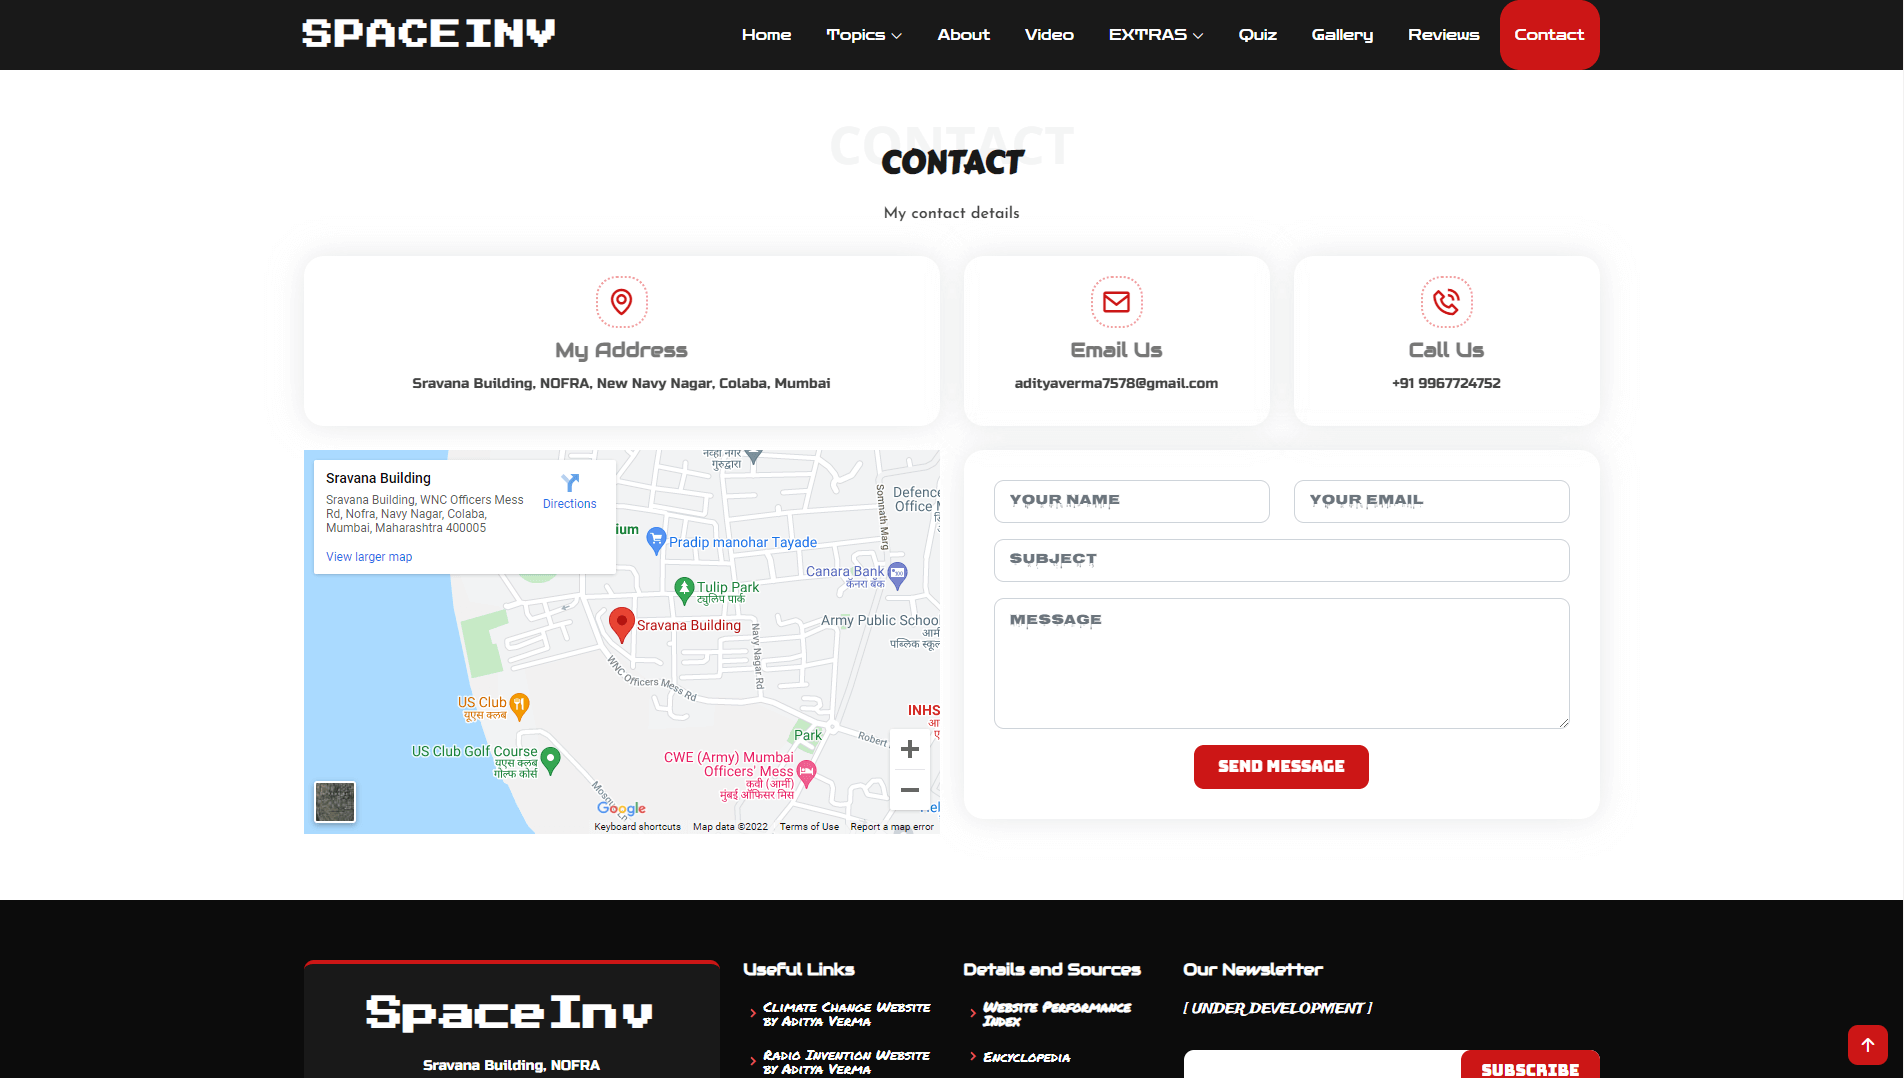 SPACEINV
Home Topics About Video EXTRAS Quiz Gallery Reviews Contact
CONTACT
CONTACT
My contact details
My Address
Sravana Building, NOFRA, New Navy Nagar, Colaba, Mumbai
Email Us
adityaverma7578@gmail.com
Call Us
+91 9967724752
Sravana Building
Sravana Building, WNC Officers Mess
Rd, Nofra, Navy Nagar, Colaba,
Mumbai, Maharashtra 400005
Directions
View larger map
नव्हा नगर
गुरुद्वारा
Somnath Marg
Defence
Office
ium
Pradip manohar Tayade
Canara Bank
कॅनरा बँक
Tulip Park
ट्युलिप पार्क
Army Public Schoo
आर्मी
पब्लिक स्कूल
Sravana Building
Navy Nagar Rd
WNC Officers Mess Rd
US Club
यूएस क्लब
INHS
Park
Robert
US Club Golf Course
यूएस क्लब
गोल्फ कोर्स
CWE (Army) Mumbai
Officers' Mess
कवी (आर्मी)
मुंबई ऑफिसर मिस
Google
Keyboard shortcuts Map data ©2022 Terms of Use Report a map error
YOUR NAME
YOUR EMAIL
SUBJECT
MESSAGE
SEND MESSAGE
SpaceInv
Sravana Building, NOFRA
Useful Links
Climate Change Website
by Aditya Verma
Radio Invention Website
by Aditya Verma
Details and Sources
Website Performance
Index
Encyclopedia
Our Newsletter
[ UNDER DEVELOPMENT ]
SUBSCRIBE